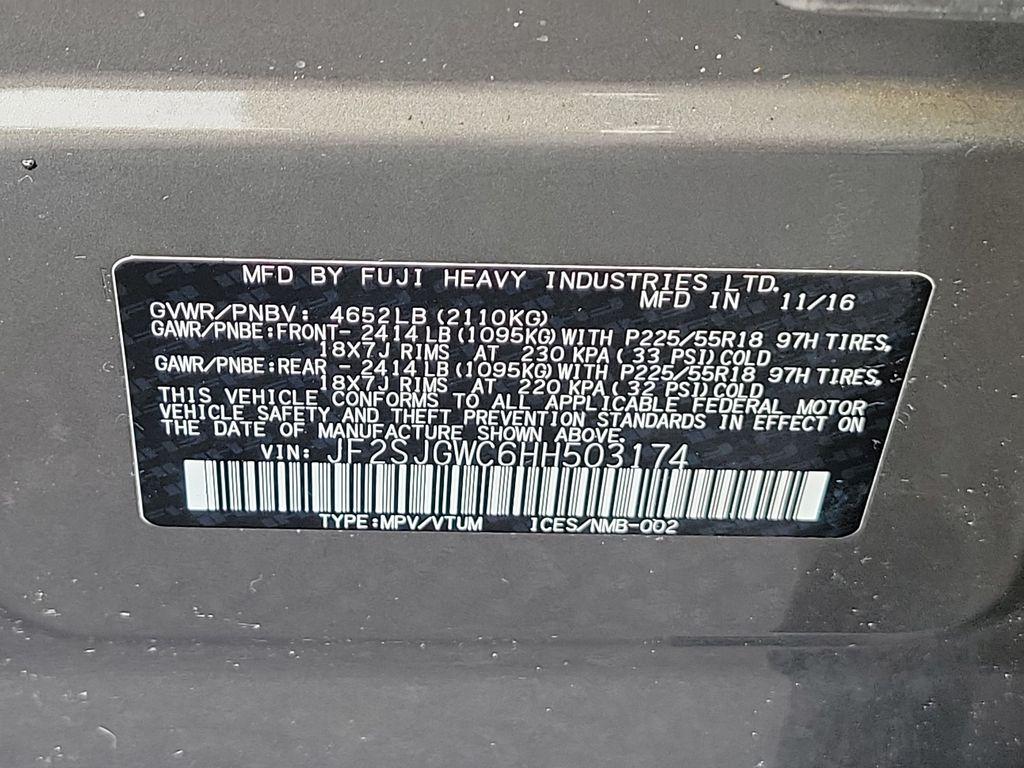 MFD BY FUJI HEAVY INDUSTRIES LTD.
MFD IN 11/16
GVWR/PNBV: 4652LB(2110KG)
GAWR/PNBE:FRONT- 2414LB(1095KG)WITH P225/55R18 97H TIRES,
18X7J RIMS AT 230 KPA(33 PSI)COLD
GAWR/PNBE:REAR - 2414LB(1095KG)WITH P225/55R18 97H TIRES,
18X7J RIMS AT 220 KPA(32 PSI)COLD
THIS VEHICLE CONFORMS TO ALL APPLICABLE FEDERAL MOTOR
VEHICLE SAFETY AND THEFT PREVENTION STANDARDS IN EFFECT ON
THE DATE OF MANUFACTURE SHOWN ABOVE.
VIN: JF2SJGWC6HH503174
TYPE:MPV/VTUM ICES/NMB-002